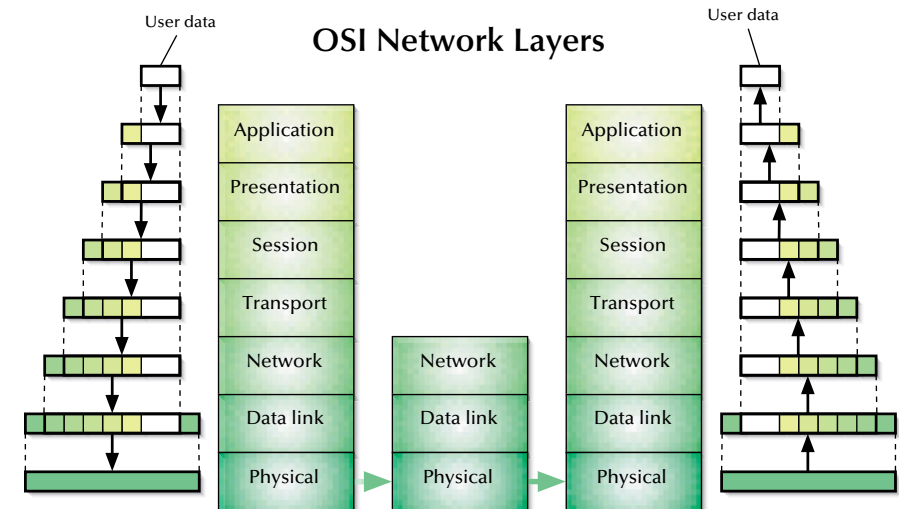 User data
OSI Network Layers
User data
Application
Presentation
Session
Transport
Network
Data link
Physical
Network
Data link
Physical
Application
Presentation
Session
Transport
Network
Data link
Physical